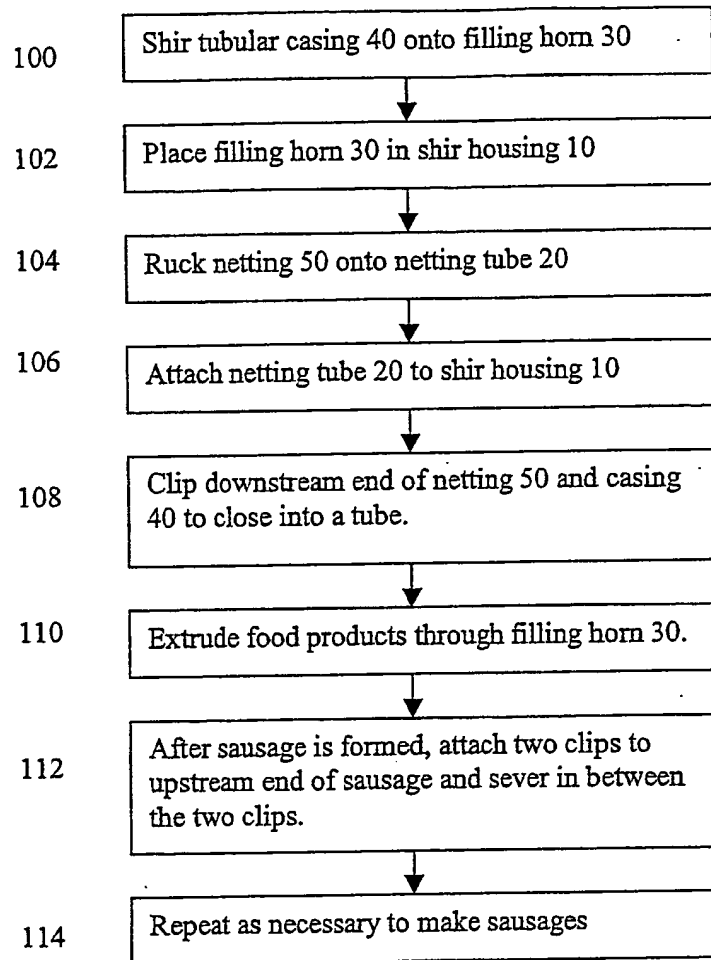 100 Shir tubular casing 40 onto filling horn 30
102 Place filling horn 30 in shir housing 10
104 Ruck netting 50 onto netting tube 20
106 Attach netting tube 20 to shir housing 10
108 Clip downstream end of netting 50 and casing
40 to close into a tube.
110 Extrude food products through filling horn 30.
112 After sausage is formed, attach two clips to
upstream end of sausage and sever in between
the two clips.
114 Repeat as necessary to make sausages